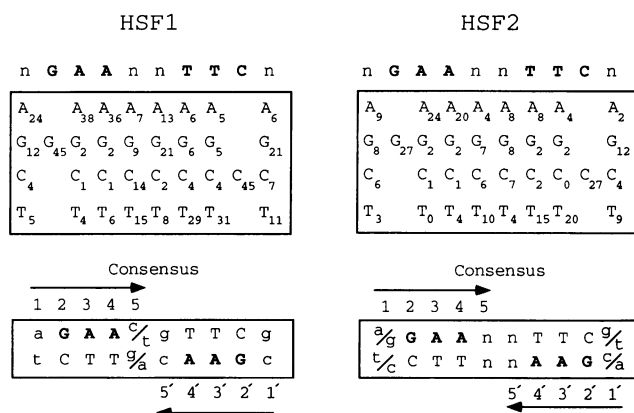 HSF1
n G A A n n T T C n
A24 A38 A36 A7 A13 A6 A5 A6
G12 G45 G2 G2 G9 G21 G6 G5 G21
C4 C1 C1 C14 C2 C4 C4 C45 C7
T5 T4 T6 T15 T8 T29 T31 T11
Consensus
1 2 3 4 5
a G A A c/t g T T C g
t C T T g/a c A A G c
5´ 4´ 3´ 2´ 1´
HSF2
n G A A n n T T C n
A9 A24 A20 A4 A8 A8 A4 A2
G8 G27 G2 G2 G7 G8 G2 G2 G12
C6 C1 C1 C6 C7 C2 C0 C27 C4
T3 T0 T4 T10 T4 T15 T20 T9
Consensus
1 2 3 4 5
a/g G A A n n T T C g/t
t/c C T T n n A A G c/a
5´ 4´ 3´ 2´ 1´